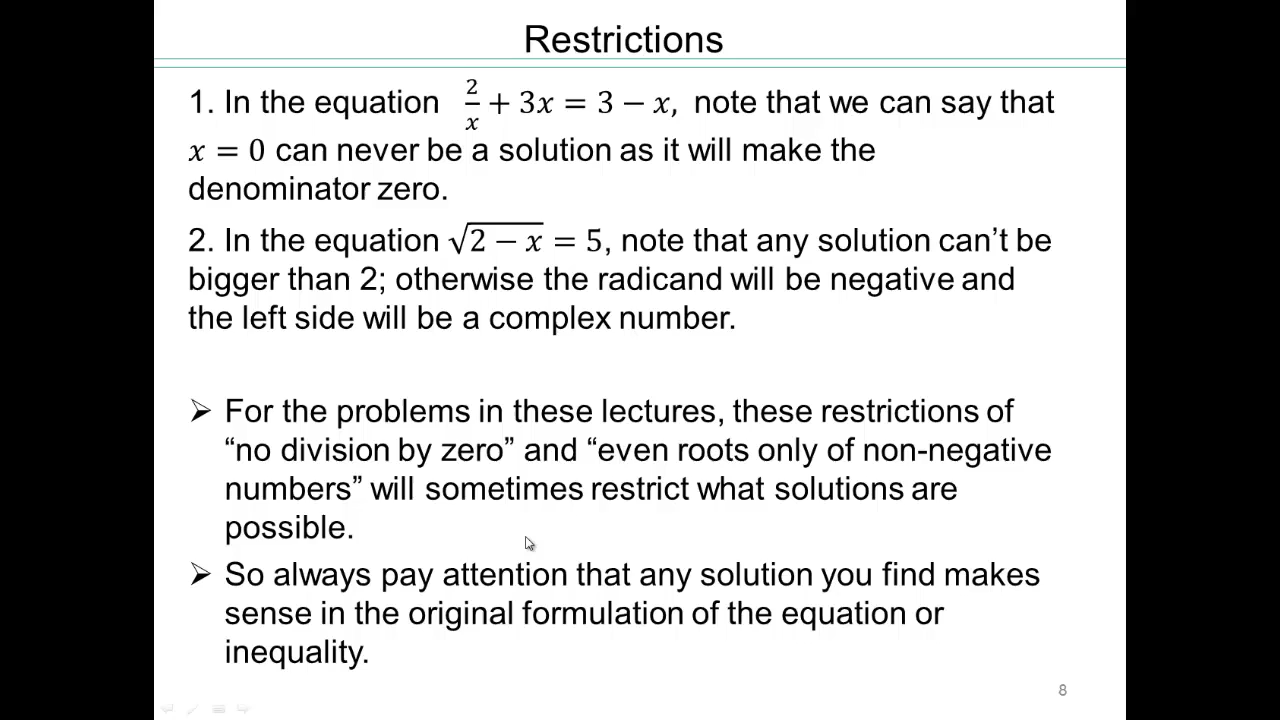 Restrictions
1. In the equation 2/x + 3x = 3 − x, note that we can say that
x = 0 can never be a solution as it will make the
denominator zero.
2. In the equation √(2 − x) = 5, note that any solution can’t be
bigger than 2; otherwise the radicand will be negative and
the left side will be a complex number.
➢ For the problems in these lectures, these restrictions of
“no division by zero” and “even roots only of non-negative
numbers” will sometimes restrict what solutions are
possible.
➢ So always pay attention that any solution you find makes
sense in the original formulation of the equation or
inequality.
8